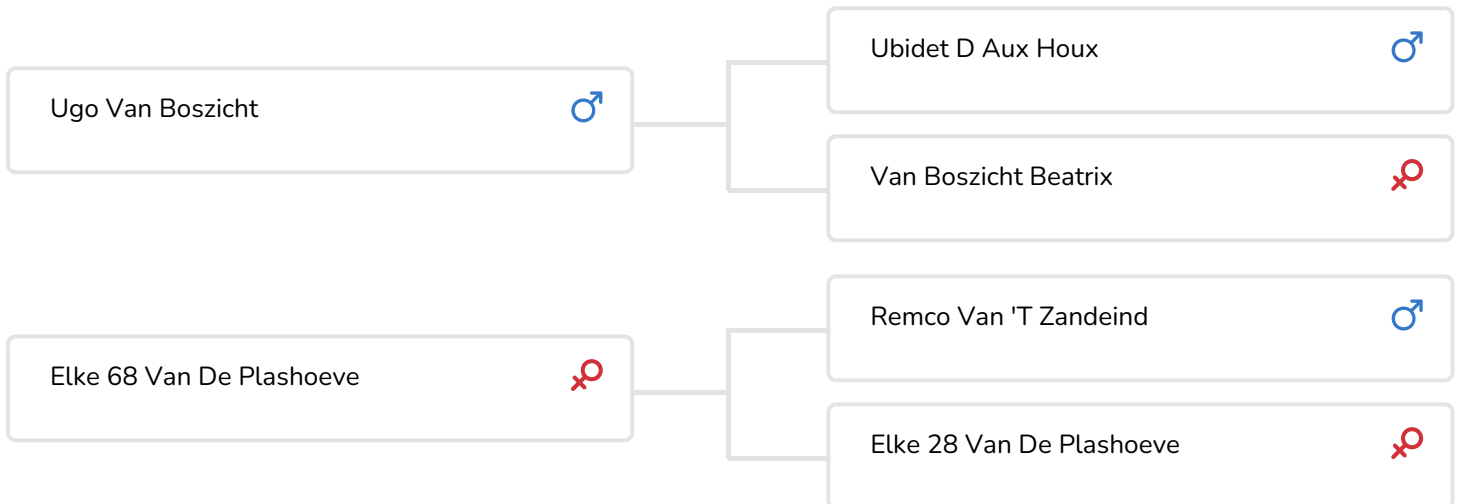 Ubidet D Aux Houx
Ugo Van Boszicht
Van Boszicht Beatrix
Remco Van 'T Zandeind
Elke 68 Van De Plashoeve
Elke 28 Van De Plashoeve